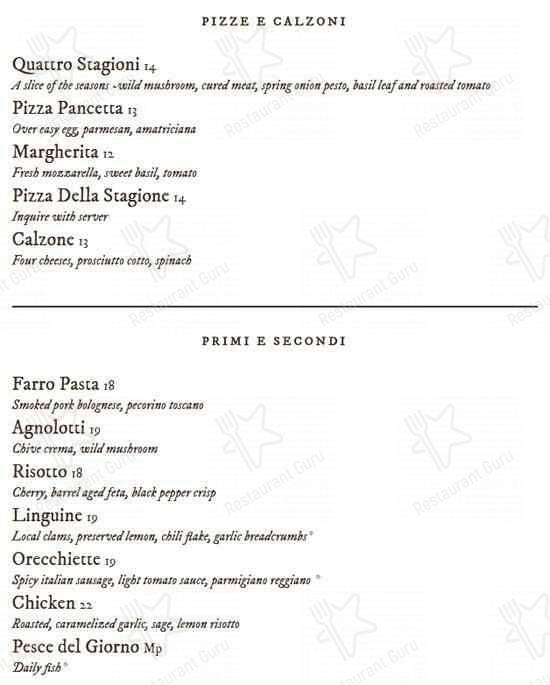 PIZZE E CALZONI
Quattro Stagioni 14
A slice of the seasons -wild mushroom, cured meat, spring onion pesto, basil leaf and roasted tomato
Pizza Pancetta 13
Over easy egg, parmesan, amatriciana
Margherita 12
Fresh mozzarella, sweet basil, tomato
Pizza Della Stagione 14
Inquire with server
Calzone 13
Four cheeses, prosciutto cotto, spinach
PRIMI E SECONDI
Farro Pasta 18
Smoked pork bolognese, pecorino toscano
Agnolotti 19
Chive crema, wild mushroom
Risotto 18
Cherry, barrel aged feta, black pepper crisp
Linguine 19
Local clams, preserved lemon, chili flake, garlic breadcrumbs*
Orecchiette 19
Spicy italian sausage, light tomato sauce, parmigiano reggiano *
Chicken 22
Roasted, caramelized garlic, sage, lemon risotto
Pesce del Giorno Mp
Daily fish*
Restaurant Guru